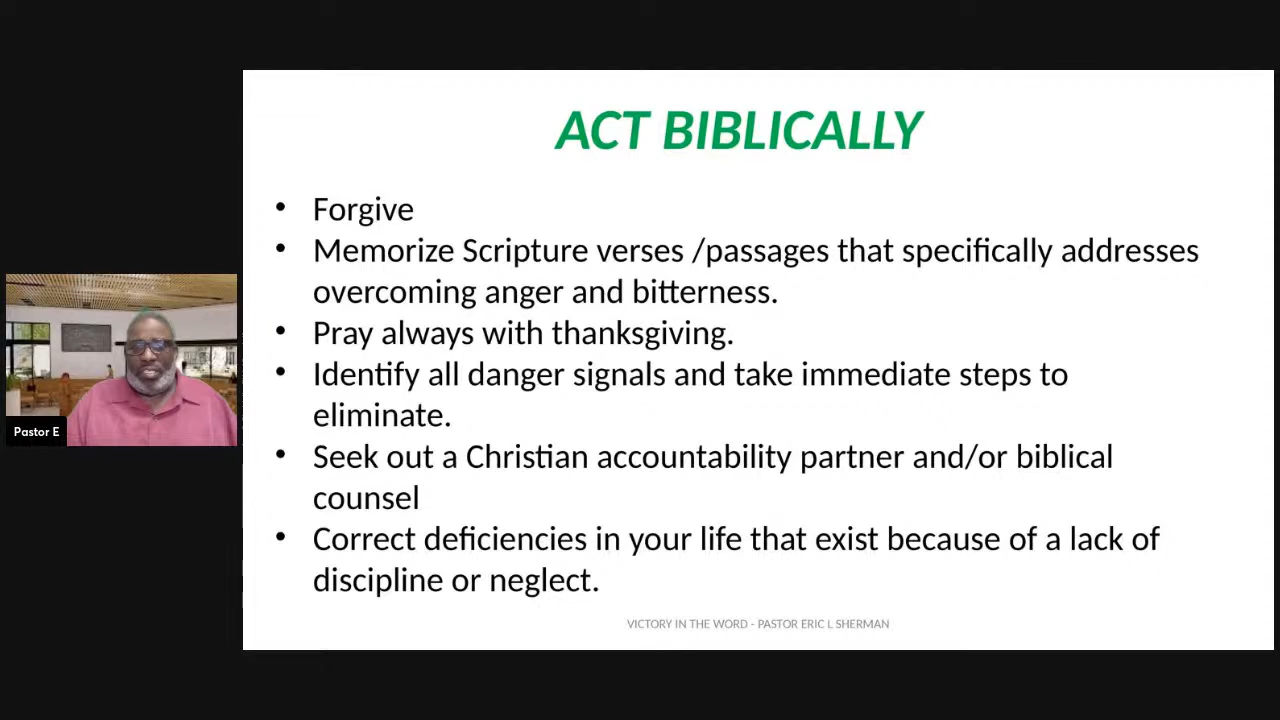 ACT BIBLICALLY
• Forgive
• Memorize Scripture verses /passages that specifically addresses
overcoming anger and bitterness.
• Pray always with thanksgiving.
• Identify all danger signals and take immediate steps to
eliminate.
• Seek out a Christian accountability partner and/or biblical
counsel
• Correct deficiencies in your life that exist because of a lack of
discipline or neglect.
VICTORY IN THE WORD - PASTOR ERIC L SHERMAN
Pastor E